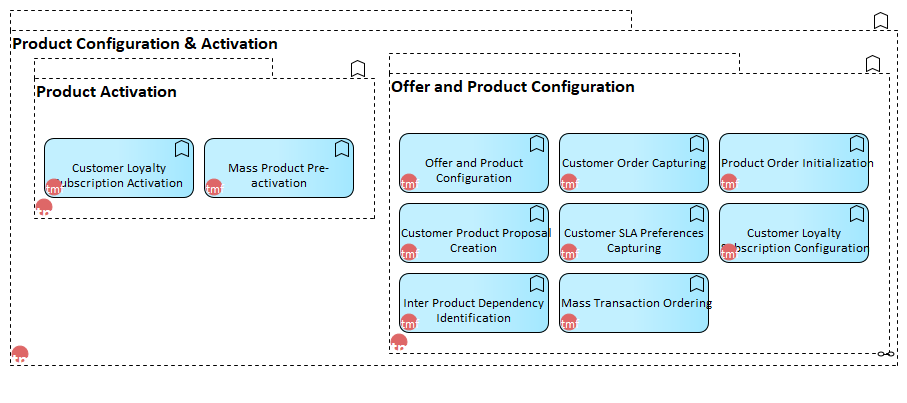 Product Configuration & Activation
Product Activation
Customer Loyalty
Subscription Activation
Mass Product Pre-
activation
Offer and Product Configuration
Offer and Product
Configuration
Customer Order Capturing
Product Order Initialization
Customer Product Proposal
Creation
Customer SLA Preferences
Capturing
Customer Loyalty
Subscription Configuration
Inter Product Dependency
Identification
Mass Transaction Ordering